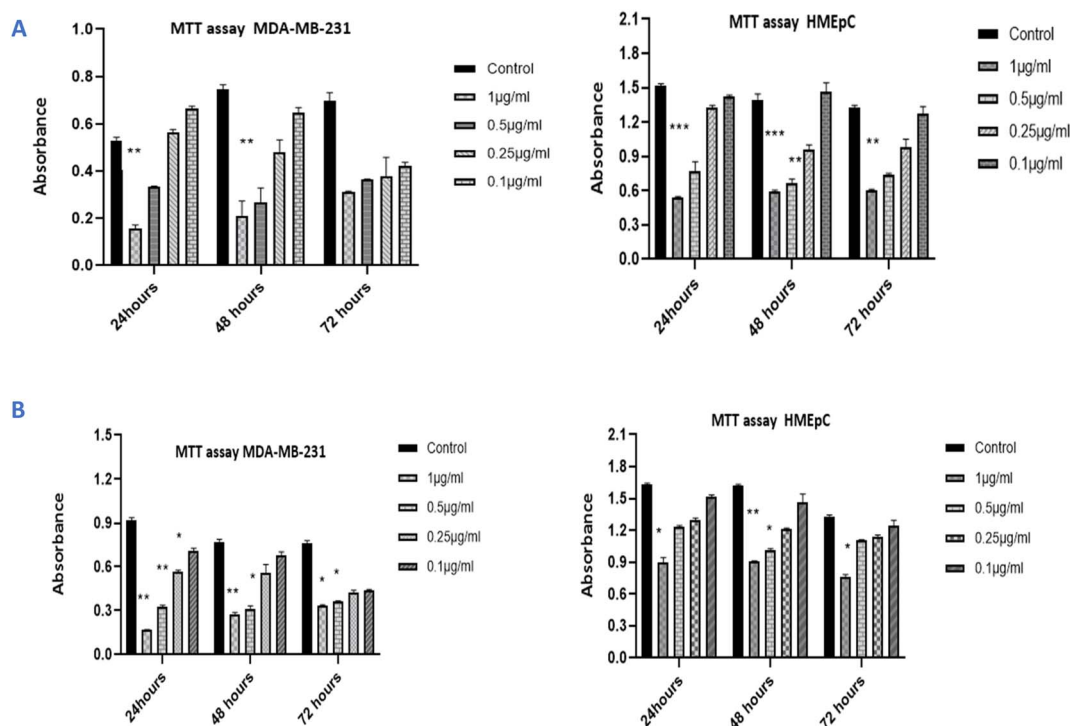 A
MTT assay MDA-MB-231
Absorbance
1.0
0.8
0.6
0.4
0.2
0.0
**
**
24hours
48 hours
72 hours
Control
1µg/ml
0.5µg/ml
0.25µg/ml
0.1µg/ml
MTT assay HMEpC
Absorbance
2.1
1.8
1.5
1.2
0.9
0.6
0.3
0.0
***
***
**
**
24hours
48 hours
72 hours
Control
1µg/ml
0.5µg/ml
0.25µg/ml
0.1µg/ml
B
MTT assay MDA-MB-231
Absorbance
1.5
1.2
0.9
0.6
0.3
0.0
**
**
*
**
*
*
*
24hours
48 hours
72 hours
Control
1µg/ml
0.5µg/ml
0.25µg/ml
0.1µg/ml
MTT assay HMEpC
Absorbance
2.1
1.8
1.5
1.2
0.9
0.6
0.3
0.0
*
**
*
*
24hours
48 hours
72 hours
Control
1µg/ml
0.5µg/ml
0.25µg/ml
0.1µg/ml